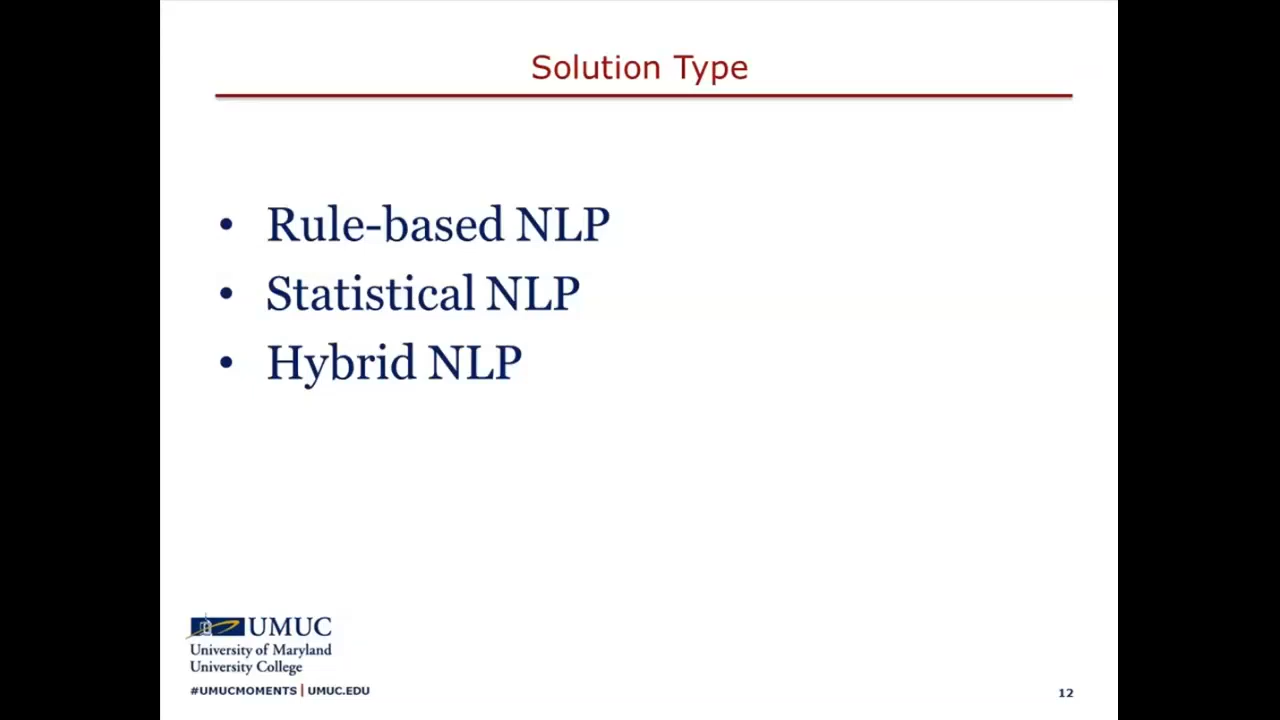 Solution Type
• Rule-based NLP
• Statistical NLP
• Hybrid NLP
UMUC
University of Maryland
University College
#UMUCMOMENTS | UMUC.EDU
12